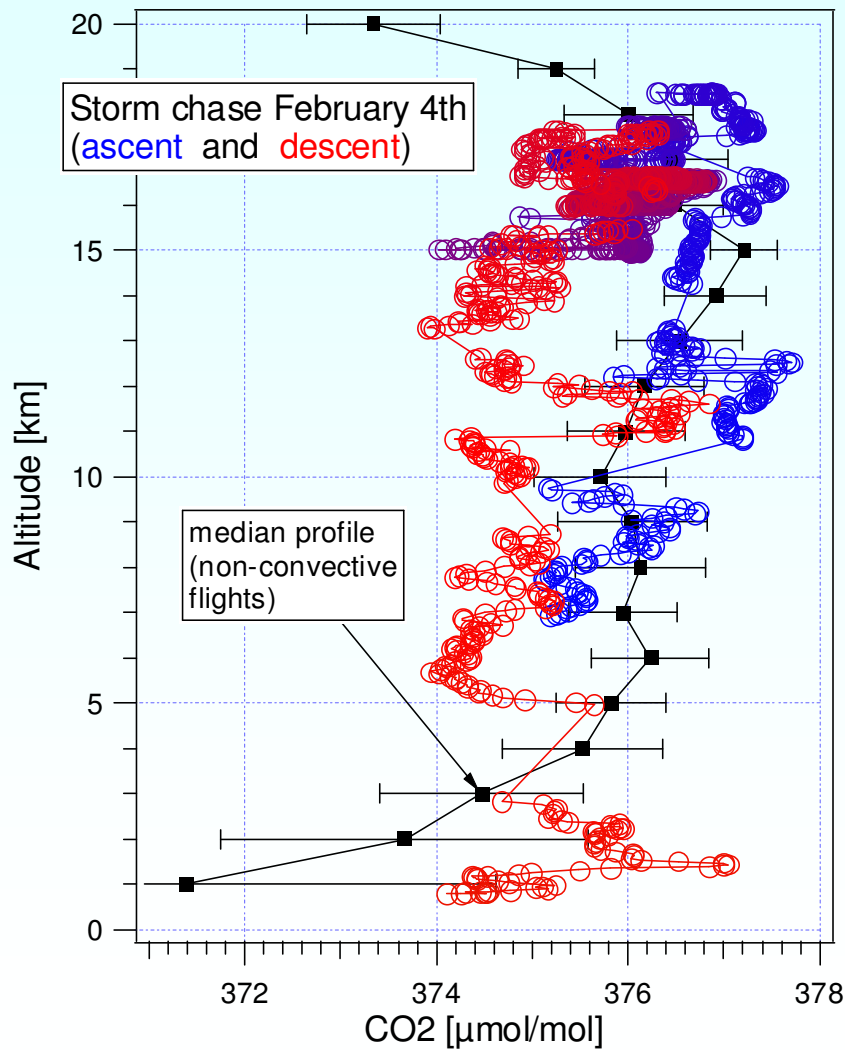 20
Storm chase February 4th
(ascent and descent)
15
Altitude [km]
10
median profile
(non-convective
flights)
5
0
372
374
376
378
CO2 [µmol/mol]